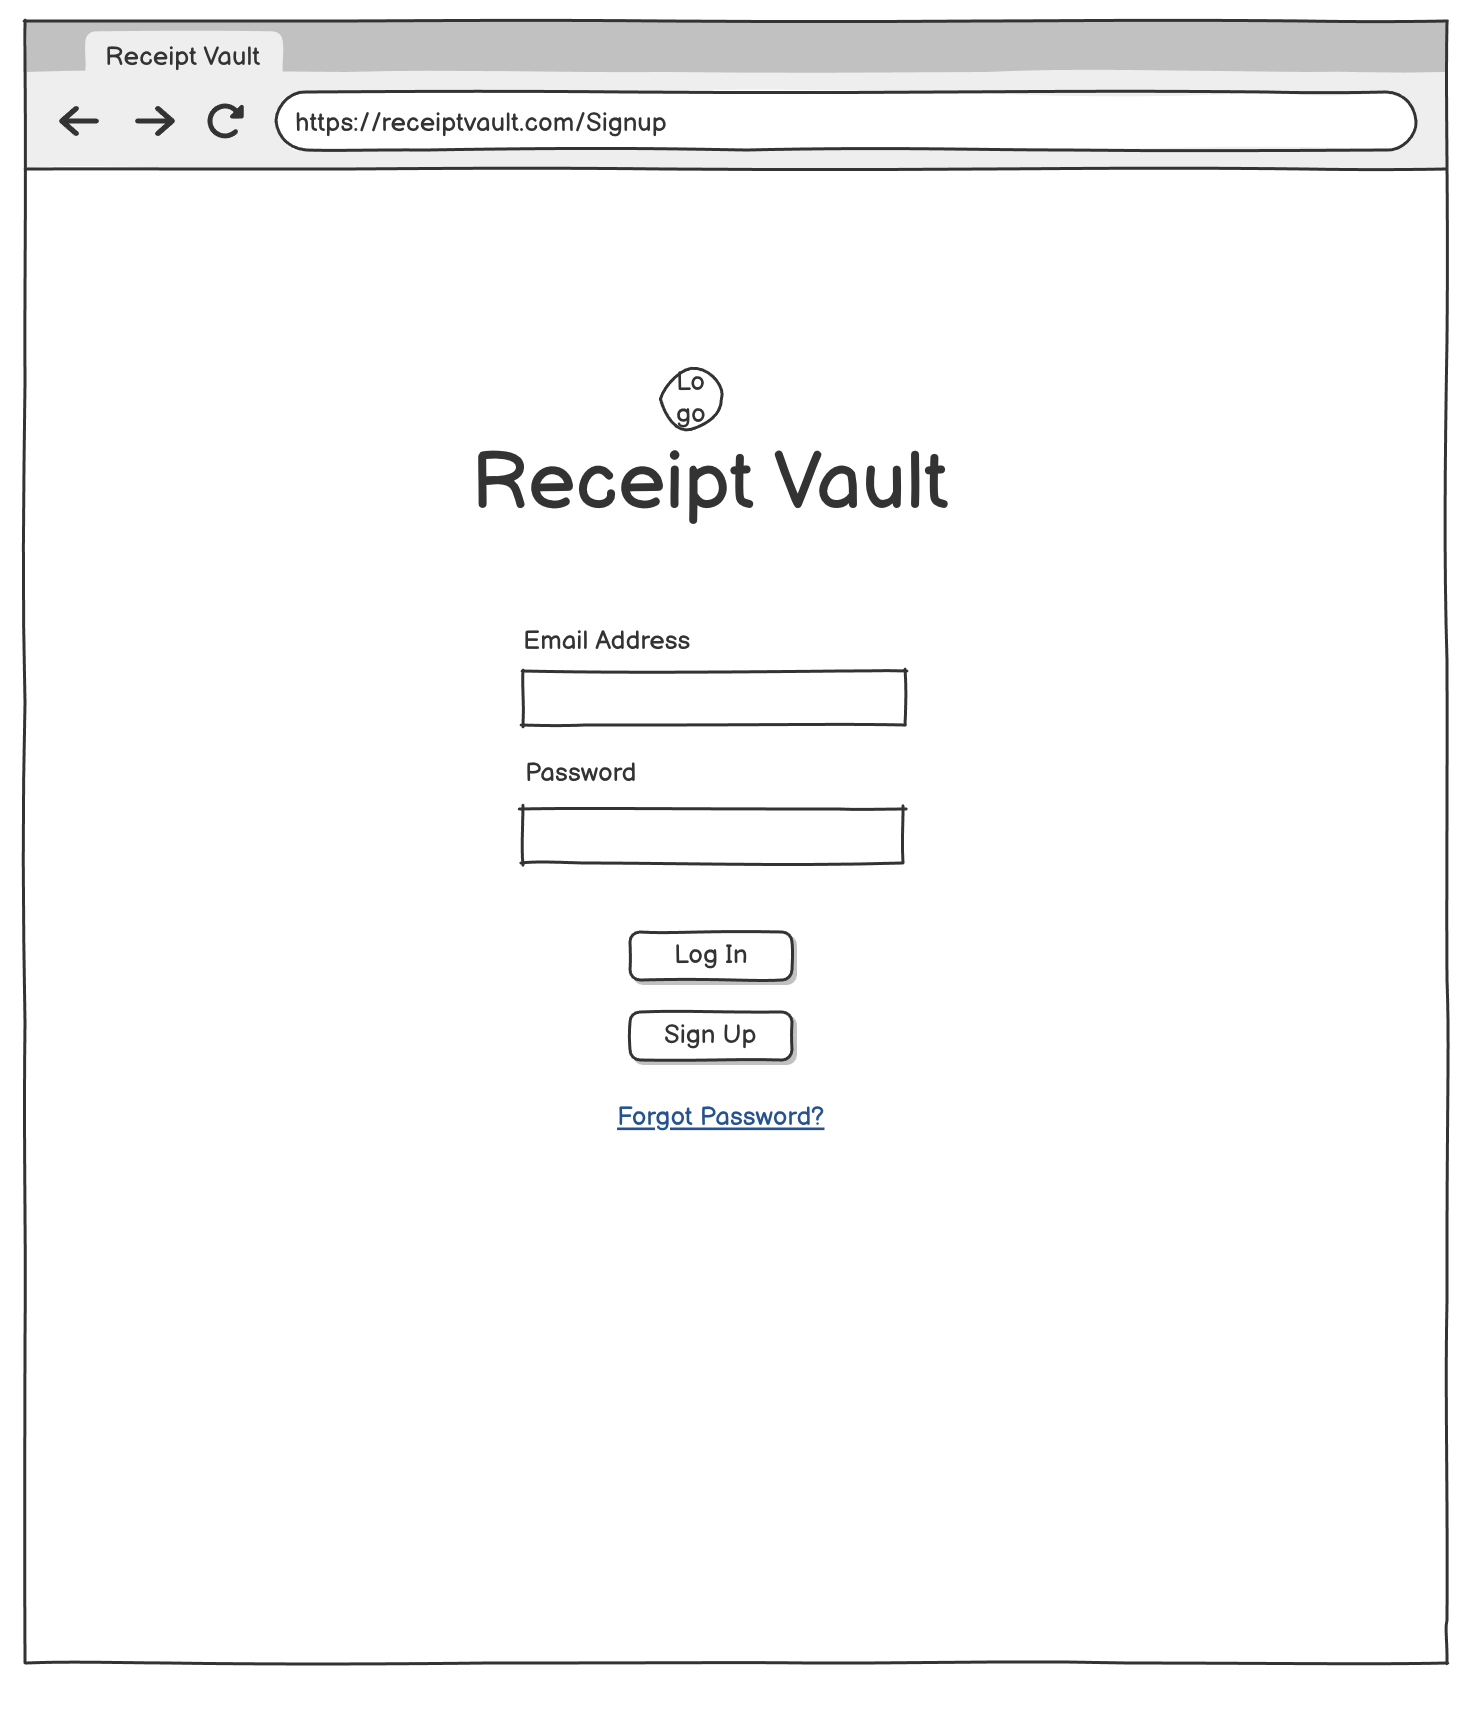 Receipt Vault
https://receiptvault.com/Signup
Lo
go
Receipt Vault
Email Address
Password
Log In
Sign Up
Forgot Password?